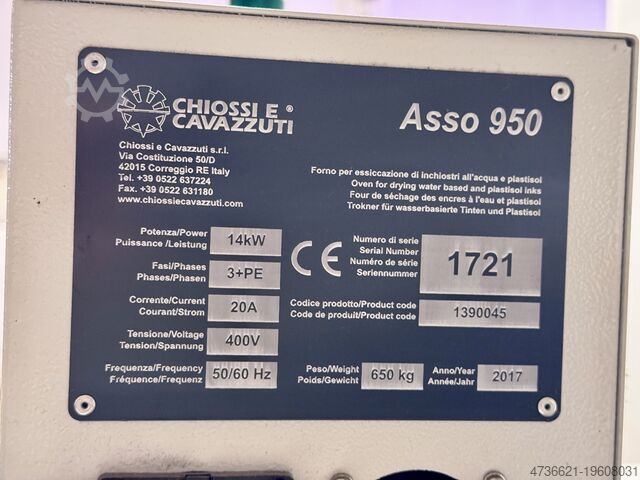 CHIOSSI E ®
CAVAZZUTI
Asso 950
Chiossi e Cavazzuti s.r.l.
Via Costituzione 50/D
42015 Correggio RE Italy
Tel. +39 0522 637224
Fax. +39 0522 631180
www.chiossiecavazzuti.com
Forno per essiccazione di inchiostri all'acqua e plastisol
Oven for drying water based and plastisol inks
Four de séchage des encres à l'eau et plastisol
Trokner für wasserbasierte Tinten und Plastisol
Potenza/Power
Puissance /Leistung
14kW
Fasi/Phases
Phases/Phasen
3+PE
Corrente/Current
Courant/Strom
20A
Tensione/Voltage
Tension/Spannung
400V
Frequenza/Frequency
Fréquence/Frequenz
50/60 Hz
CE
Numero di serie
Serial Number
Numéro de série
Seriennummer
1721
Codice prodotto/Product code
Code de produit/Product code
1390045
Peso/Weight
Poids/Gewicht
650 kg
Anno/Year
Année/Jahr
2017
4736621-19608031